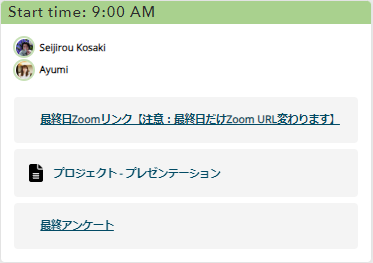 Start time: 9:00 AM
Seijirou Kosaki
Ayumi
最終日Zoomリンク【注意：最終日だけZoom URL変わります】
プロジェクト - プレゼンテーション
最終アンケート